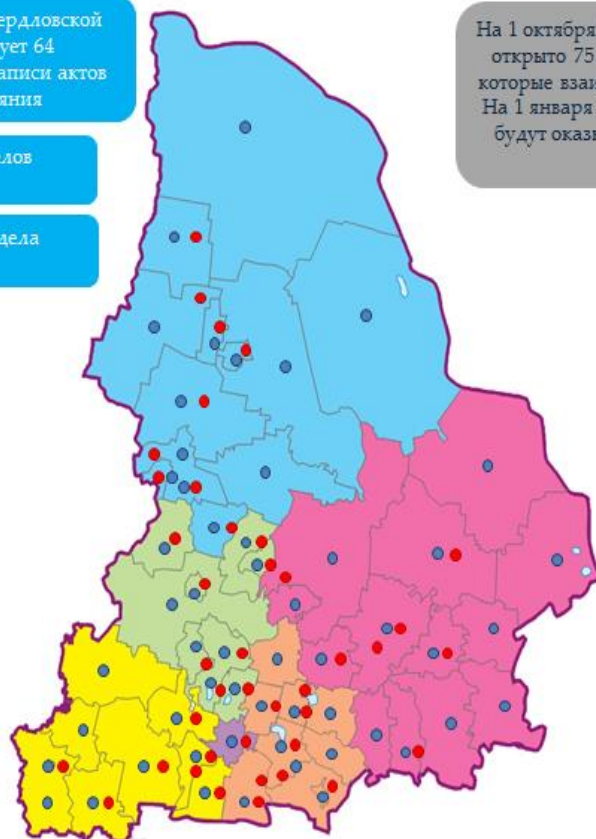 ердловской
ует 64
аписи актов
яния
лов
дела
На 1 октября
открыто 75
которые взаи
На 1 января
будут оказы